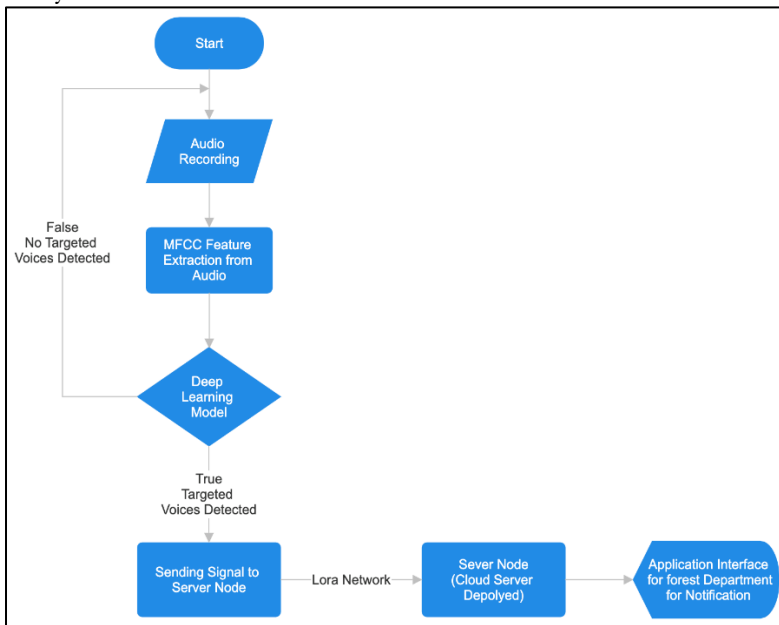 Start
Audio
Recording
False
No Targeted
Voices Detected
MFCC Feature
Extraction from
Audio
Deep
Learning
Model
True
Targeted
Voices Detected
Sending Signal to
Server Node
Lora Network
Sever Node
(Cloud Server
Depolyed)
Application Interface
for forest Department
for Notification